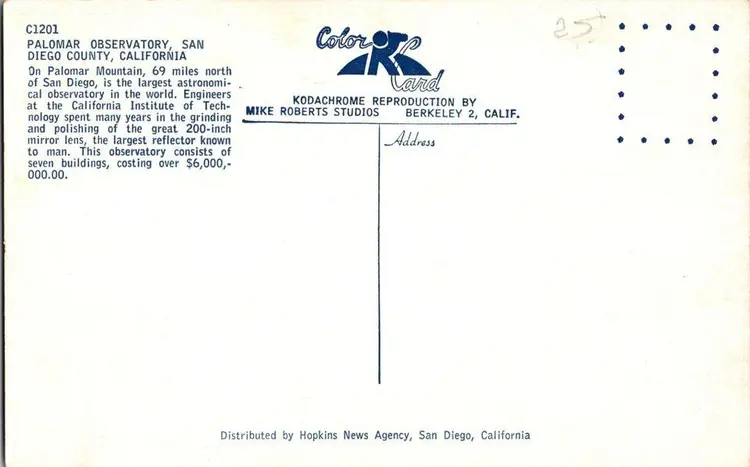 C1201
PALOMAR OBSERVATORY, SAN
DIEGO COUNTY, CALIFORNIA
On Palomar Mountain, 69 miles north
of San Diego, is the largest astronomi-
cal observatory in the world. Engineers
at the California Institute of Tech-
nology spent many years in the grinding
and polishing of the great 200-inch
mirror lens, the largest reflector known
to man. This observatory consists of
seven buildings, costing over $6,000,-
000.00.
Color
Card
KODACHROME REPRODUCTION BY
MIKE ROBERTS STUDIOS BERKELEY 2, CALIF.
25
Address
Distributed by Hopkins News Agency, San Diego, California